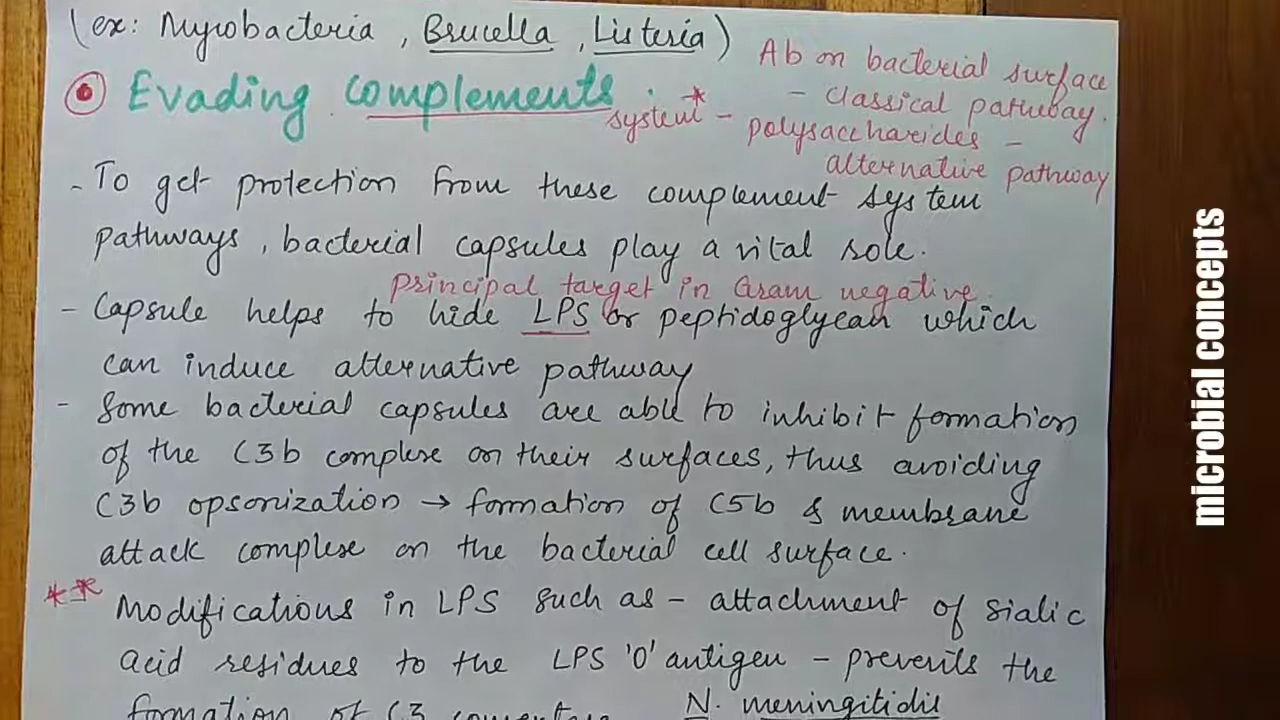 (ex: Mycobacteria, Brucella, Listeria)
Ab on bacterial surface
- classical pathway.
Evading complements.
system* - polysaccharides -
alternative pathway
- To get protection from these complement system
pathways, bacterial capsules play a vital role.
principal target in Gram negative.
- Capsule helps to hide LPS or peptidoglycan which
can induce alternative pathway
- Some bacterial capsules are able to inhibit formation
of the C3b complex on their surfaces, thus avoiding
C3b opsonization → formation of C5b & membrane
attack complex on the bacterial cell surface.
** Modifications in LPS such as - attachment of sialic
acid residues to the LPS 'O' antigen - prevents the
formation of C3
N. meningitidis
microbial concepts